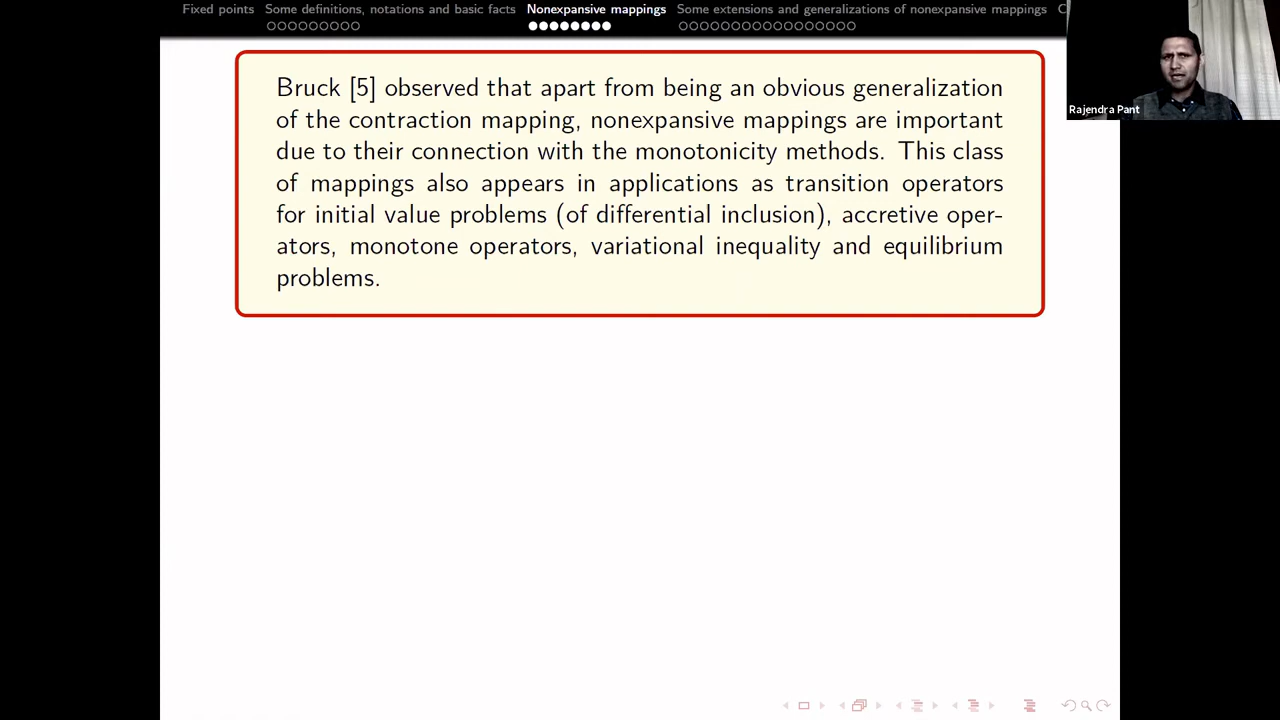 Fixed points Some definitions, notations and basic facts Nonexpansive mappings Some extensions and generalizations of nonexpansive mappings C
Rajendra Pant
Bruck [5] observed that apart from being an obvious generalization
of the contraction mapping, nonexpansive mappings are important
due to their connection with the monotonicity methods. This class
of mappings also appears in applications as transition operators
for initial value problems (of differential inclusion), accretive oper-
ators, monotone operators, variational inequality and equilibrium
problems.